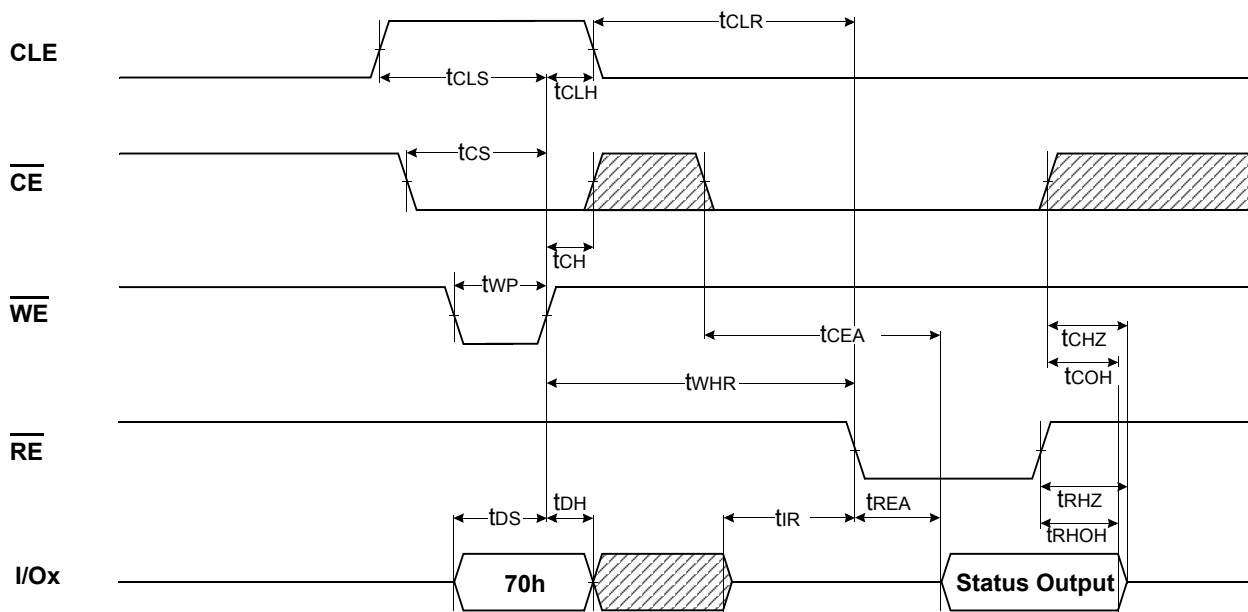 tCLR
CLE
tCLS
tCLH
tCS
CE
tCH
tWP
WE
tCEA
tCHZ
tCOH
tWHR
RE
tDH
tREA
tRHZ
tDS
tIR
tRHOH
I/Ox
70h
Status Output